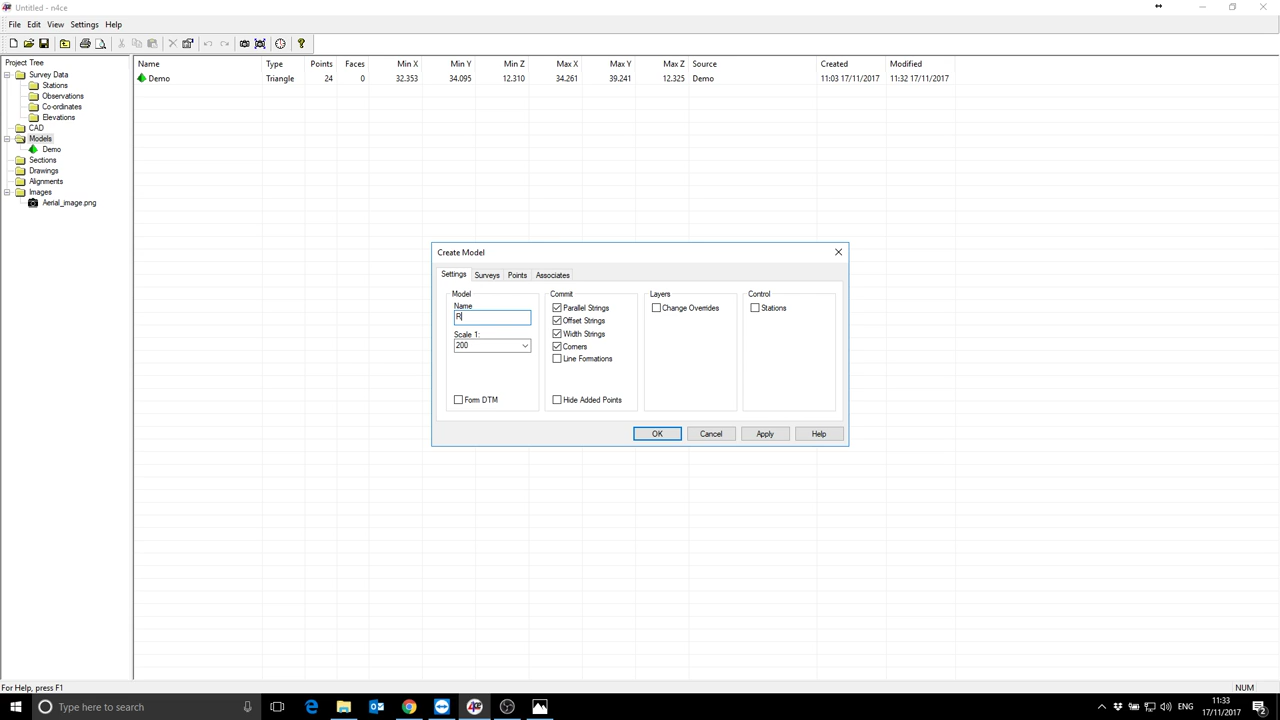 Untitled - n4ce
File Edit View Settings Help
Project Tree
Survey Data
Stations
Observations
Co-ordinates
Elevations
CAD
Models
Demo
Sections
Drawings
Alignments
Images
Aerial_image.png
Name Type Points Faces Min X Min Y Min Z Max X Max Y Max Z Source Created Modified
Demo Triangle 24 0 32.353 34.095 12.310 34.261 39.241 12.325 Demo 11:03 17/11/2017 11:32 17/11/2017
Create Model
Settings Surveys Points Associates
Model Commit Layers Control
Name
R
Scale 1:
200
Form DTM
Parallel Strings
Offset Strings
Width Strings
Corners
Line Formations
Hide Added Points
Change Overrides
Stations
OK Cancel Apply Help
For Help, press F1
NUM
Type here to search
ENG
11:33
17/11/2017
2